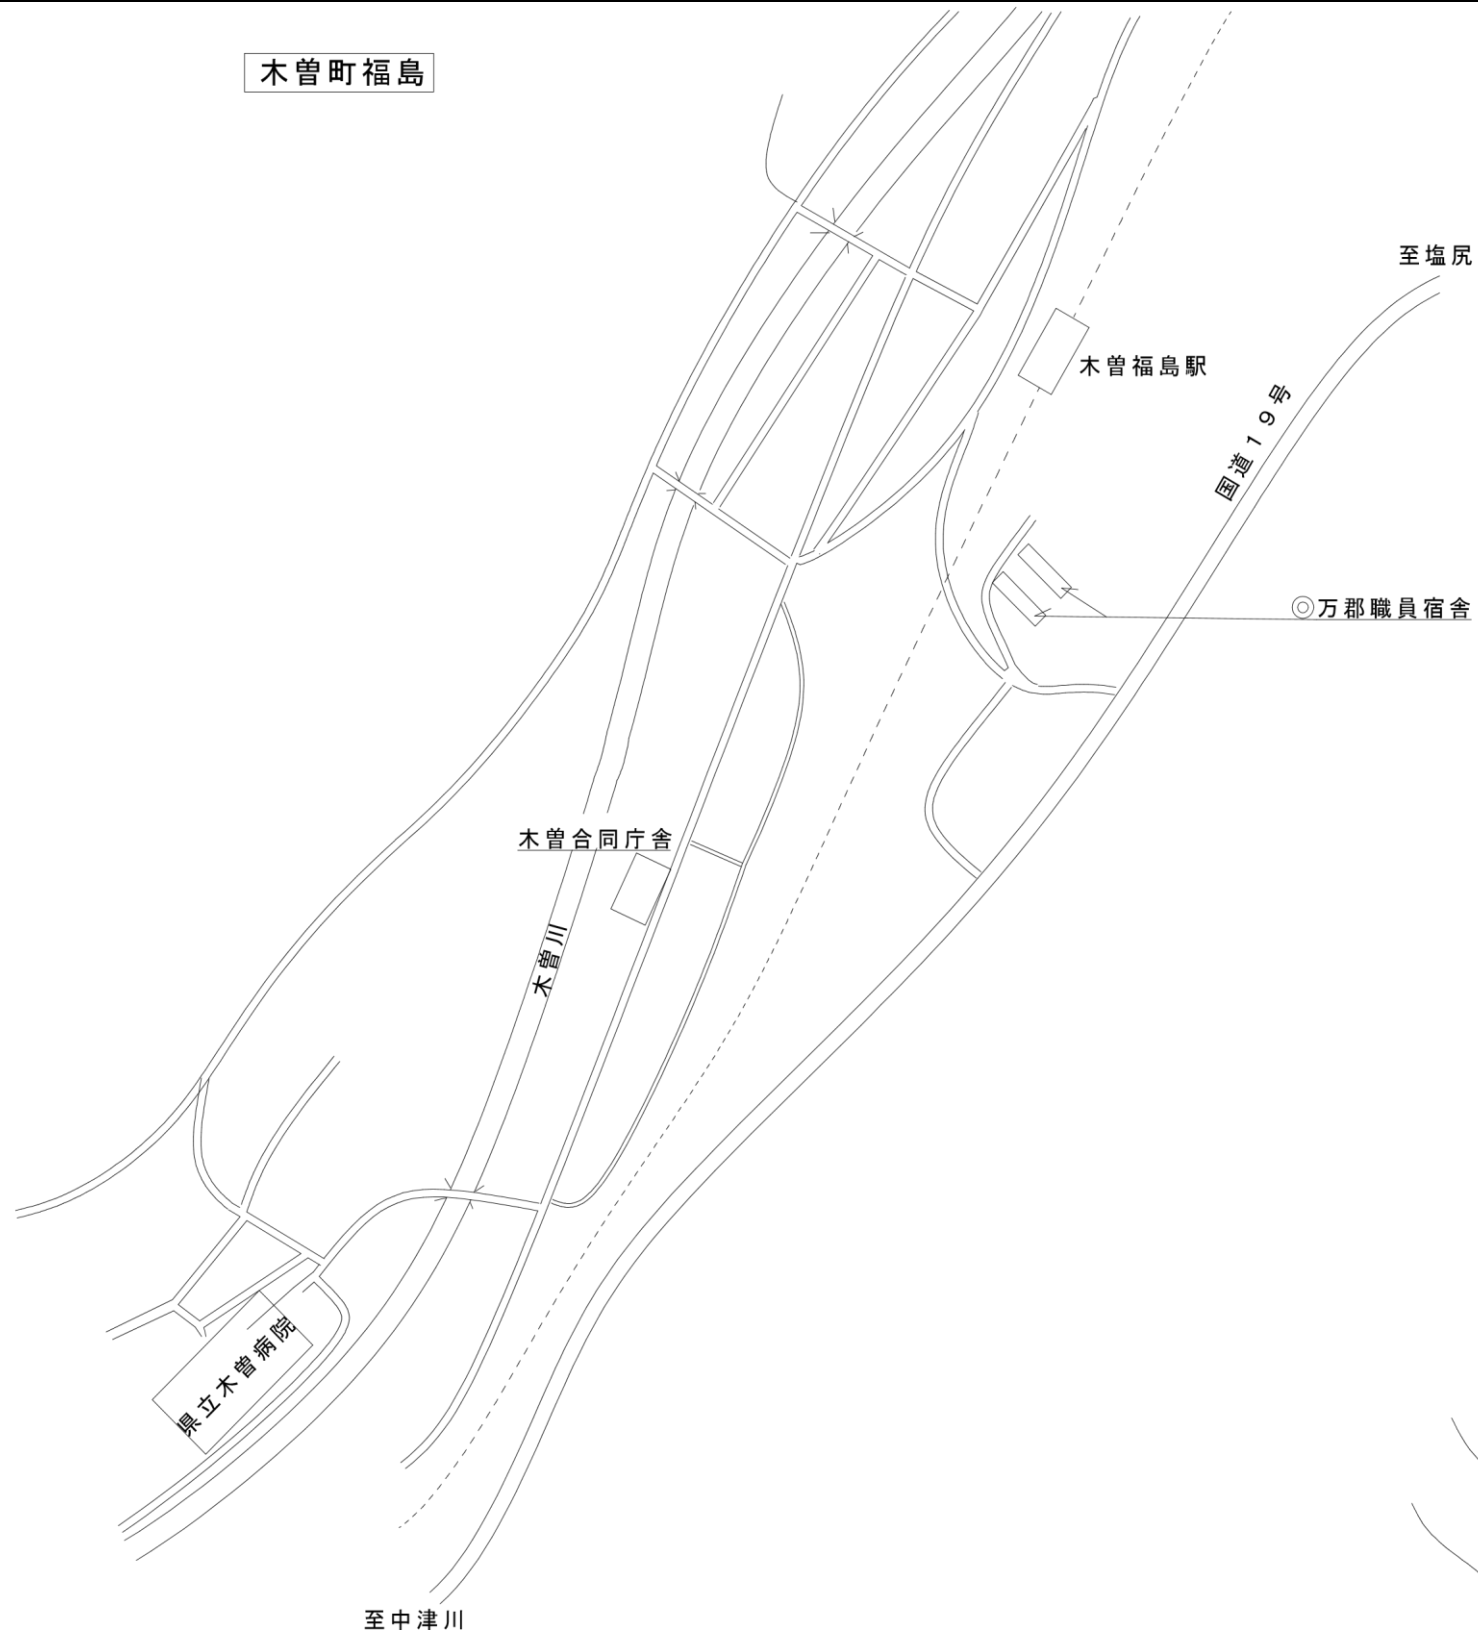 木曽町福島
至塩尻
木曽福島駅
国道19号
◎万郡職員宿舎
木曽合同庁舎
木曽川
県立木曽病院
至中津川